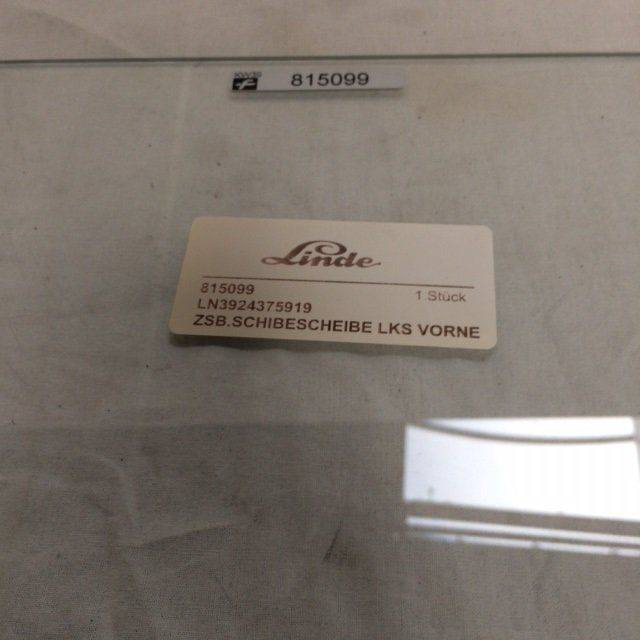 815099
Linde
815099 1 Stück
LN3924375919
ZSB.SCHIBESCHEIBE LKS VORNE